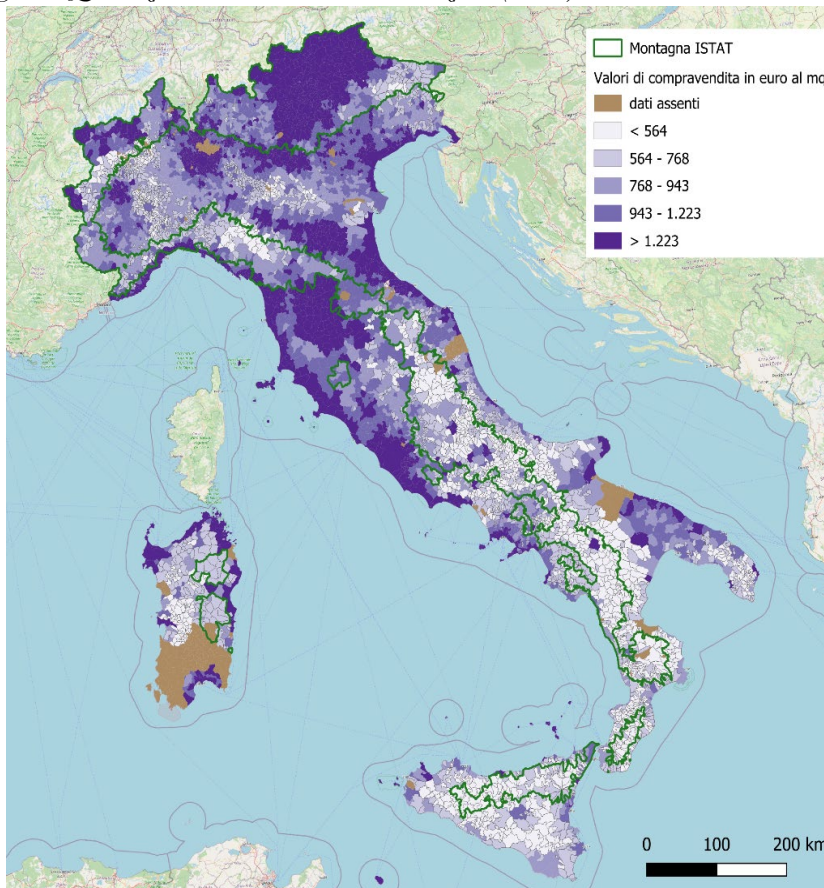 Montagna ISTAT
Valori di compravendita in euro al mq
dati assenti
< 564
564 - 768
768 - 943
943 - 1.223
> 1.223
0 100 200 km